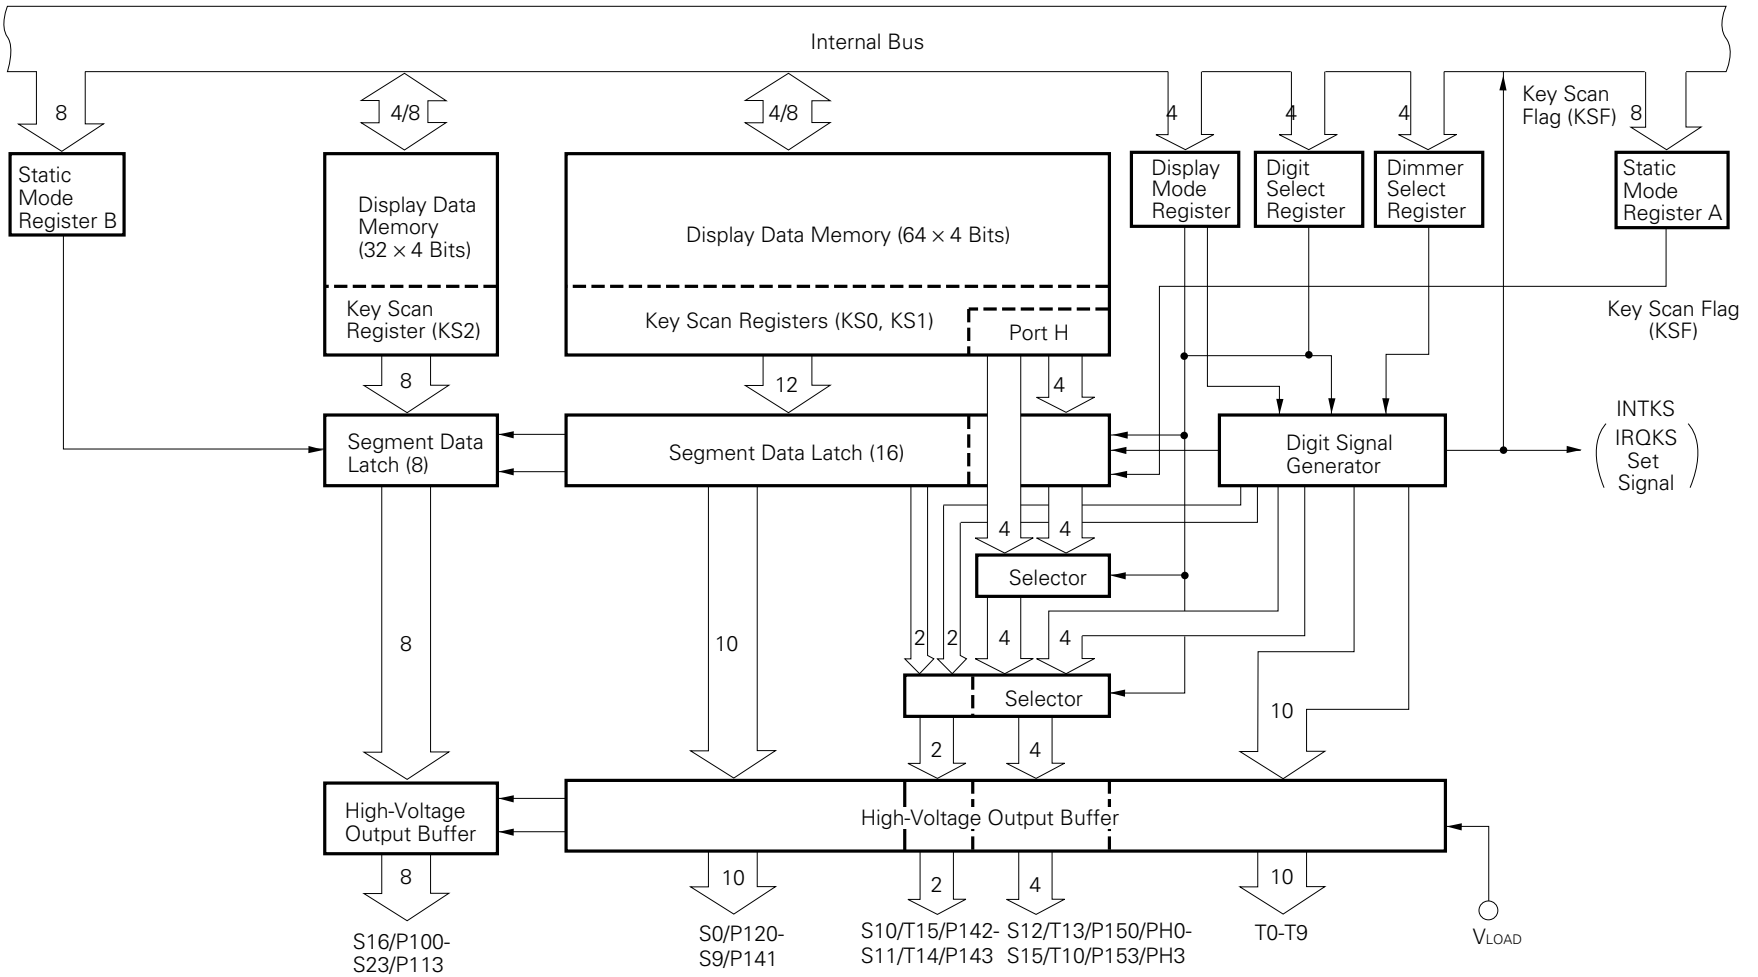 Internal Bus
8
4/8
4/8
4
4
4
Key Scan
Flag (KSF)
8
Static
Mode
Register B
Display Data
Memory
(32 × 4 Bits)
Display Data Memory (64 × 4 Bits)
Display
Mode
Register
Digit
Select
Register
Dimmer
Select
Register
Static
Mode
Register A
Key Scan
Register (KS2)
Key Scan Registers (KS0, KS1)
Port H
Key Scan Flag
(KSF)
8
12
4
Segment Data
Latch (8)
Segment Data Latch (16)
Digit Signal
Generator
INTKS
IRQKS
Set
Signal
4
4
Selector
8
10
2
2
4
4
Selector
10
2
4
High-Voltage
Output Buffer
High-Voltage Output Buffer
8
10
2
4
10
S16/P100-
S23/P113
S0/P120-
S9/P141
S10/T15/P142-
S11/T14/P143
S12/T13/P150/PH0-
S15/T10/P153/PH3
T0-T9
VLOAD